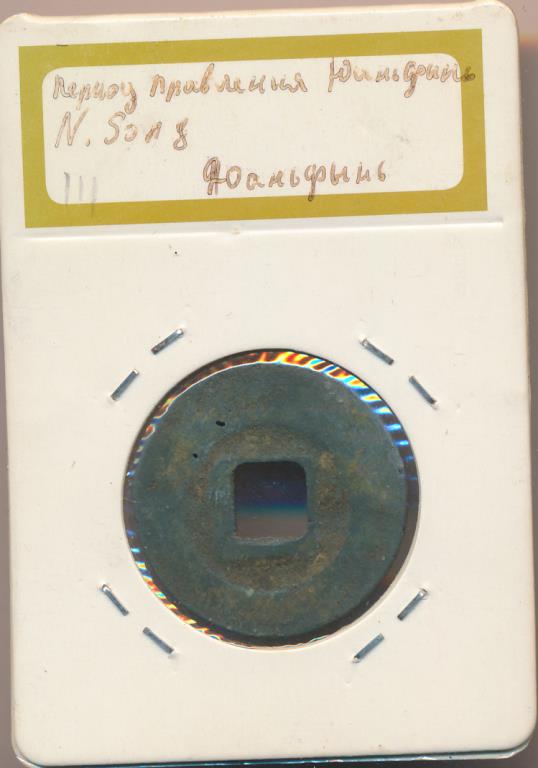 период правления Юаньфынь
N. Song
Юаньфынь